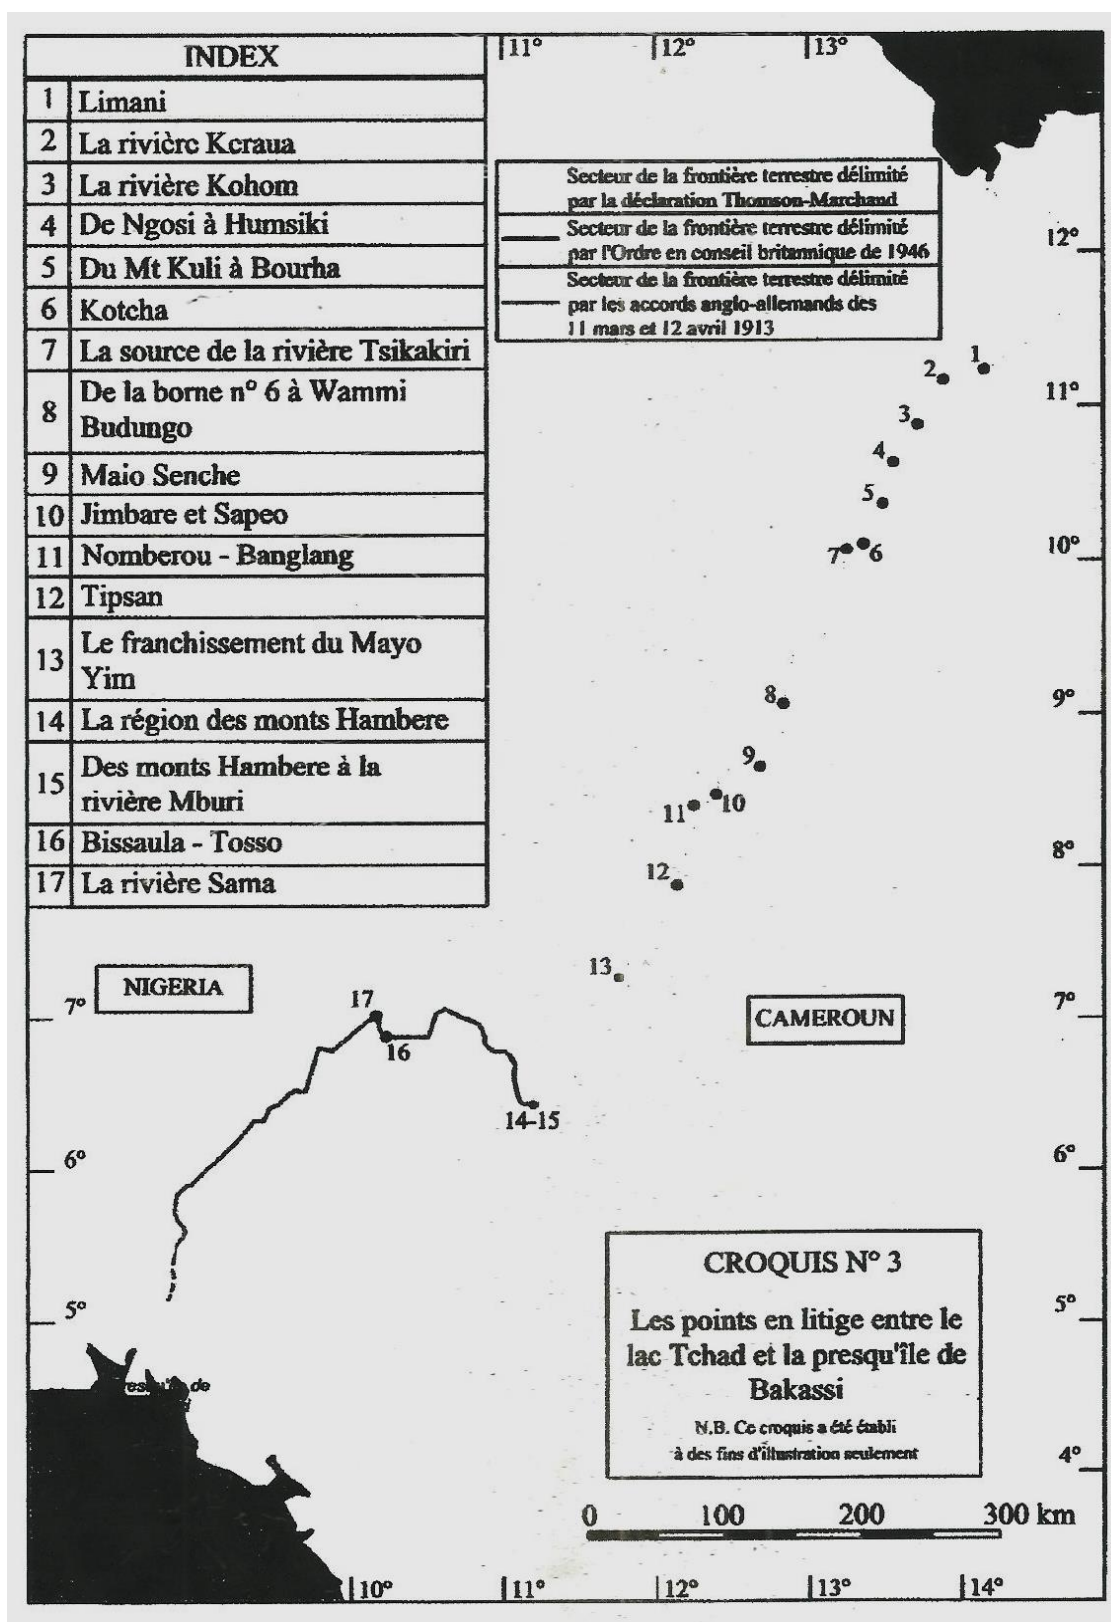 INDEX
1 Limani
2 La rivière Keraua
3 La rivière Kohom
4 De Ngosi à Humsiki
5 Du Mt Kuli à Bourha
6 Kotcha
7 La source de la rivière Tsikakiri
8 De la borne n° 6 à Wammi
Budungo
9 Maio Senche
10 Jimbare et Sapeo
11 Nomberou - Banglang
12 Tipsan
13 Le franchissement du Mayo
Yim
14 La région des monts Hambere
15 Des monts Hambere à la
rivière Mburi
16 Bissaula - Tosso
17 La rivière Sama
11° 12° 13°
Secteur de la frontière terrestre délimité
par la déclaration Thomson-Marchand
Secteur de la frontière terrestre délimité
par l'Ordre en conseil britannique de 1946
Secteur de la frontière terrestre délimité
par les accords anglo-allemands des
11 mars et 12 avril 1913
12°
1
2
11°
3
4
5
10°
7 6
8
9°
9
10
11
8°
12
13
NIGERIA
7°
17
16
CAMEROUN
7°
14-15
6°
6°
5°
5°
de
CROQUIS N° 3
Les points en litige entre le
lac Tchad et la presqu'île de
Bakassi
N.B. Ce croquis a été établi
à des fins d'illustration seulement
4°
0 100 200 300 km
10° 11° 12° 13° 14°